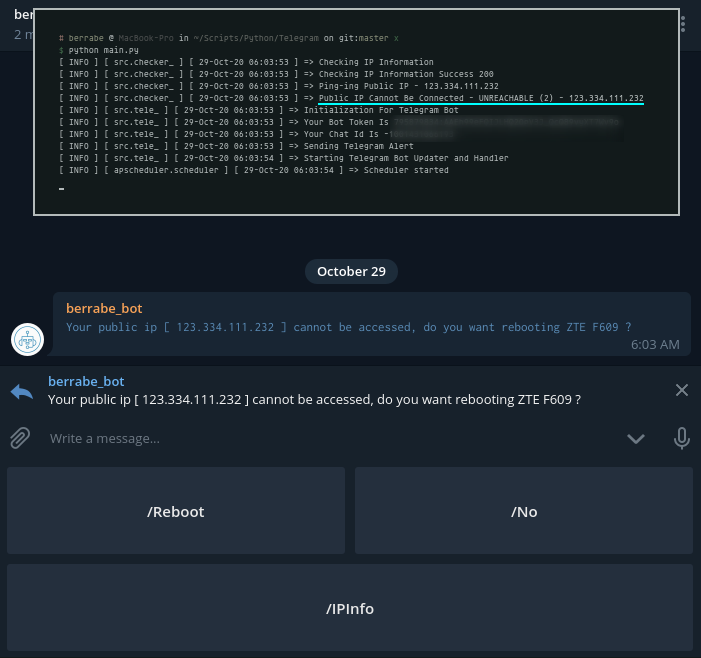 ber
2 m
# berrabe @ MacBook-Pro in ~/Scripts/Python/Telegram on git:master x
$ python main.py
[ INFO ] [ src.checker_ ] [ 29-Oct-20 06:03:53 ] => Checking IP Information
[ INFO ] [ src.checker_ ] [ 29-Oct-20 06:03:53 ] => Checking IP Information Success 200
[ INFO ] [ src.checker_ ] [ 29-Oct-20 06:03:53 ] => Ping-ing Public IP - 123.334.111.232
[ INFO ] [ src.checker_ ] [ 29-Oct-20 06:03:53 ] => Public IP Cannot Be Connected - UNREACHABLE (2) - 123.334.111.232
[ INFO ] [ src.tele_ ] [ 29-Oct-20 06:03:53 ] => Initialization For Telegram Bot
[ INFO ] [ src.tele_ ] [ 29-Oct-20 06:03:53 ] => Your Bot Token Is
[ INFO ] [ src.tele_ ] [ 29-Oct-20 06:03:53 ] => Your Chat Id Is
[ INFO ] [ src.tele_ ] [ 29-Oct-20 06:03:53 ] => Sending Telegram Alert
[ INFO ] [ src.tele_ ] [ 29-Oct-20 06:03:54 ] => Starting Telegram Bot Updater and Handler
[ INFO ] [ apscheduler.scheduler ] [ 29-Oct-20 06:03:54 ] => Scheduler started
October 29
berrabe_bot
Your public ip [ 123.334.111.232 ] cannot be accessed, do you want rebooting ZTE F609 ?
6:03 AM
berrabe_bot
Your public ip [ 123.334.111.232 ] cannot be accessed, do you want rebooting ZTE F609 ?
Write a message...
/Reboot
/No
/IPInfo